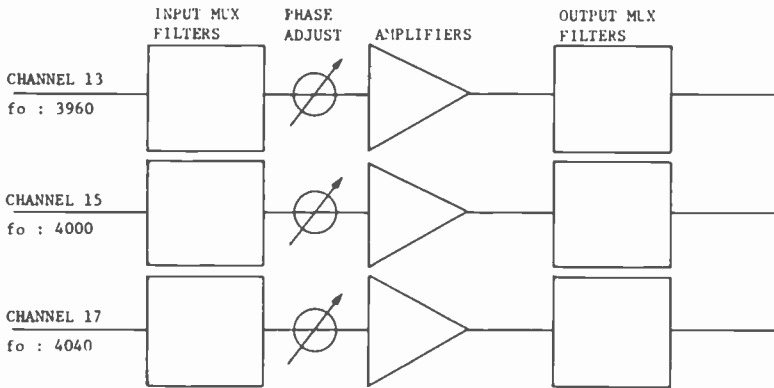 INPUT MUX
FILTERS
PHASE
ADJUST
AMPLIFIERS
OUTPUT MUX
FILTERS
CHANNEL 13
fo : 3960
CHANNEL 15
fo : 4000
CHANNEL 17
fo : 4040